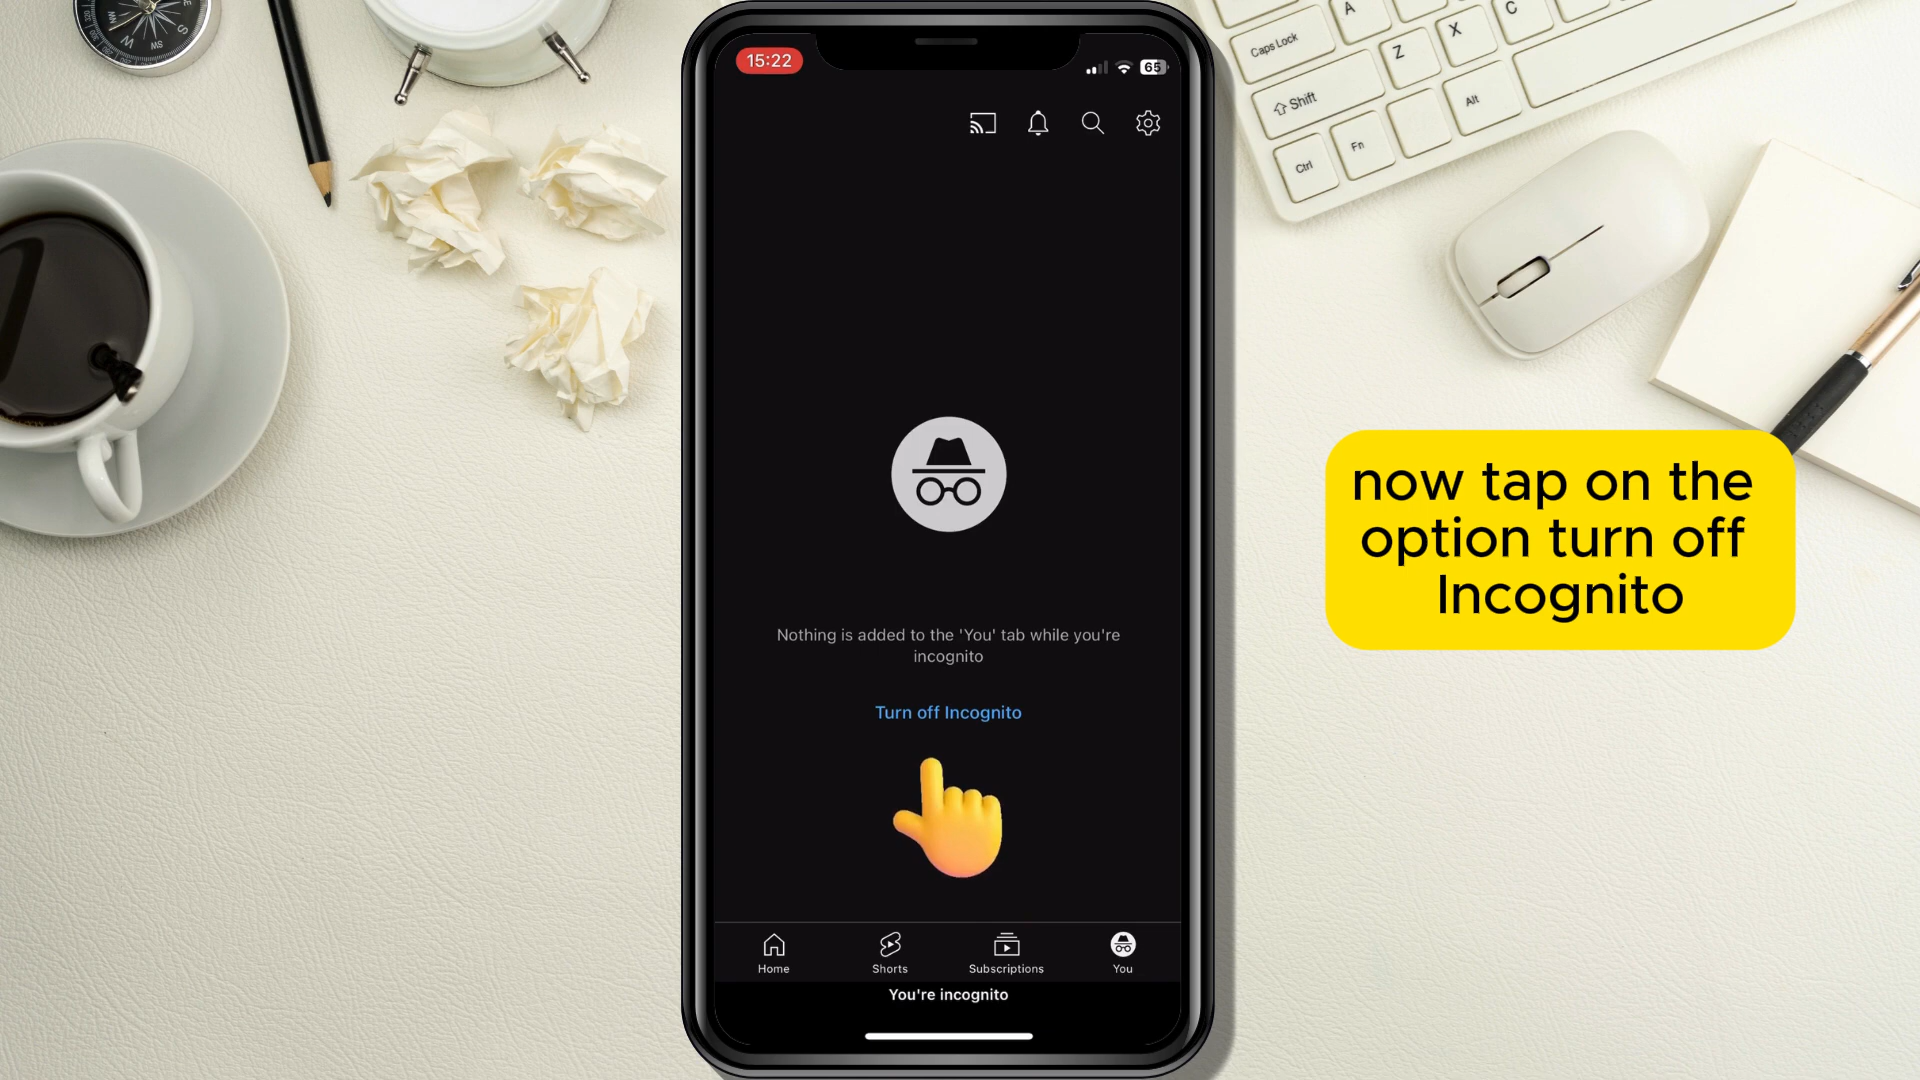 15:22
65
Nothing is added to the 'You' tab while you're
incognito
Turn off Incognito
Home
Shorts
Subscriptions
You
You're incognito
now tap on the
option turn off
Incognito
Caps Lock
A
Z
X
C
Shift
Alt
Ctrl
Fn
W
WS
S